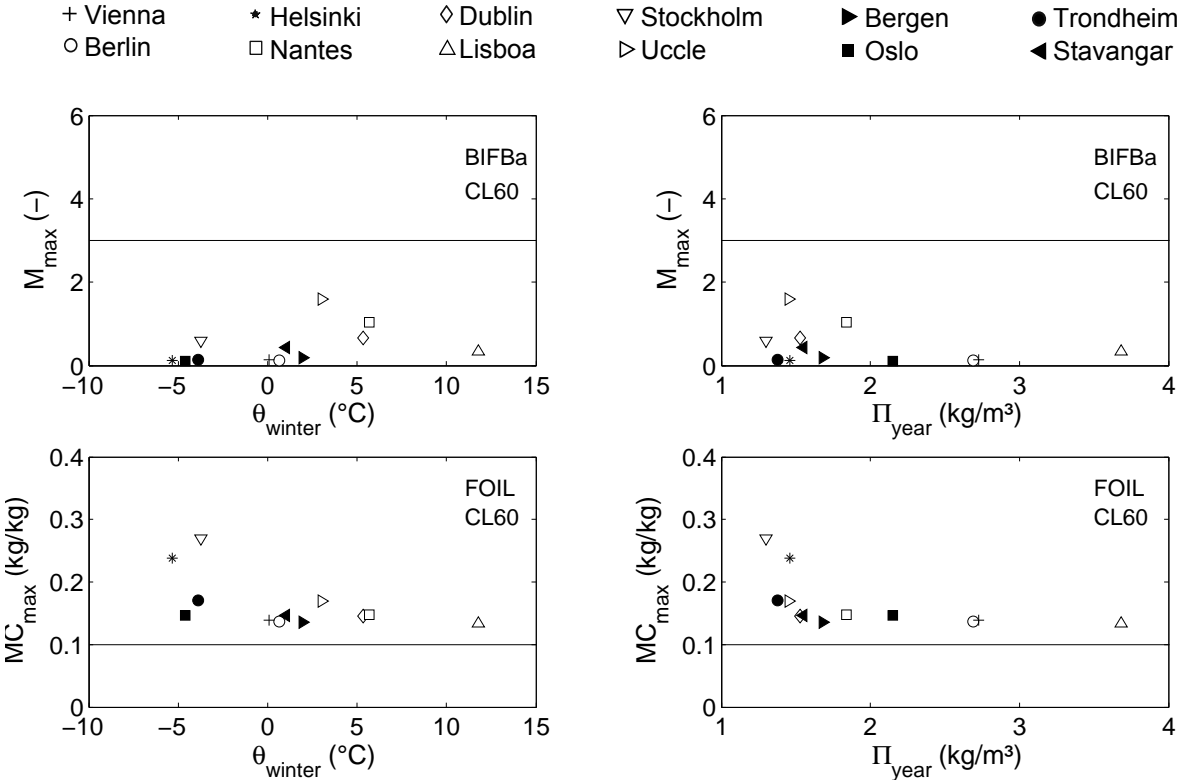 Vienna Helsinki Dublin Stockholm Bergen Trondheim
Berlin Nantes Lisboa Uccle Oslo Stavangar
6
4
2
0
M_max (−)
BIFBa
CL60
−10 −5 0 5 10 15
θ_winter (°C)
6
4
2
0
M_max (−)
BIFBa
CL60
1 2 3 4
Π_year (kg/m³)
0.4
0.3
0.2
0.1
0
MC_max (kg/kg)
FOIL
CL60
−10 −5 0 5 10 15
θ_winter (°C)
0.4
0.3
0.2
0.1
0
MC_max (kg/kg)
FOIL
CL60
1 2 3 4
Π_year (kg/m³)